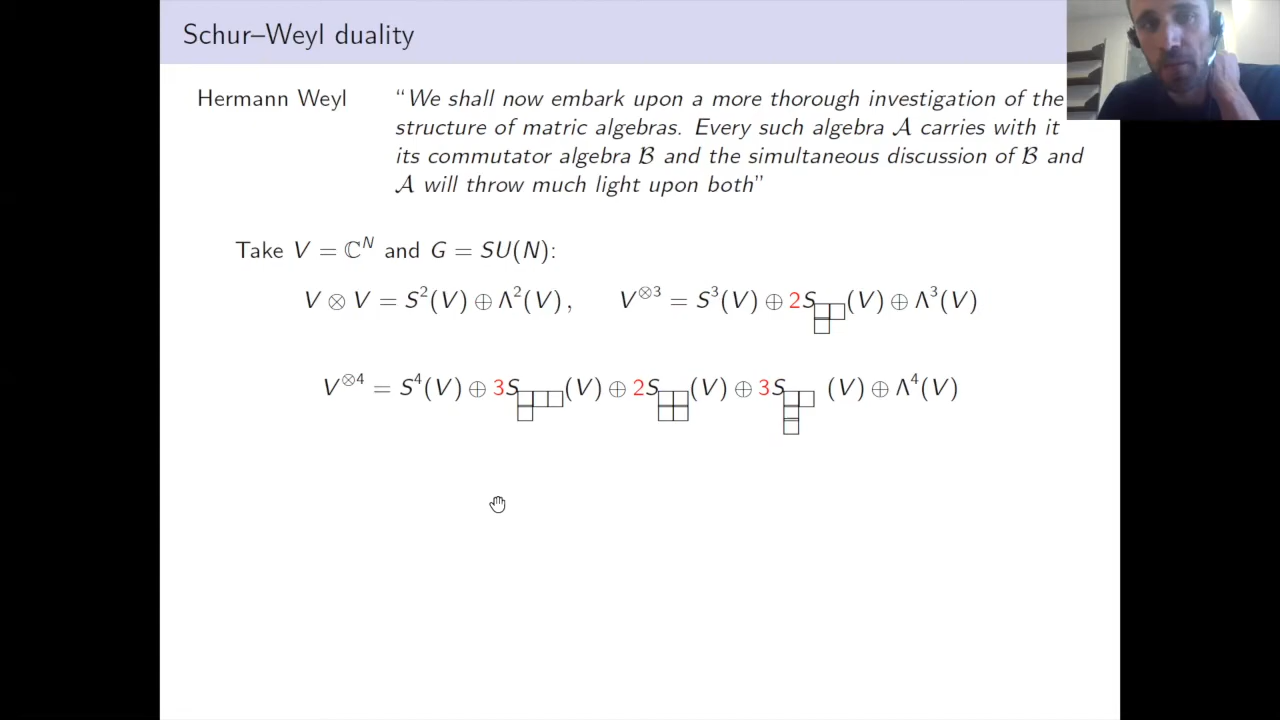 Schur–Weyl duality
Hermann Weyl “We shall now embark upon a more thorough investigation of the
structure of matric algebras. Every such algebra 𝒜 carries with it
its commutator algebra ℬ and the simultaneous discussion of ℬ and
𝒜 will throw much light upon both”
Take V = ℂ^N and G = SU(N):
V ⊗ V = S²(V) ⊕ Λ²(V) , V^⊗3 = S³(V) ⊕ 2S(V) ⊕ Λ³(V)
V^⊗4 = S⁴(V) ⊕ 3S(V) ⊕ 2S(V) ⊕ 3S (V) ⊕ Λ⁴(V)